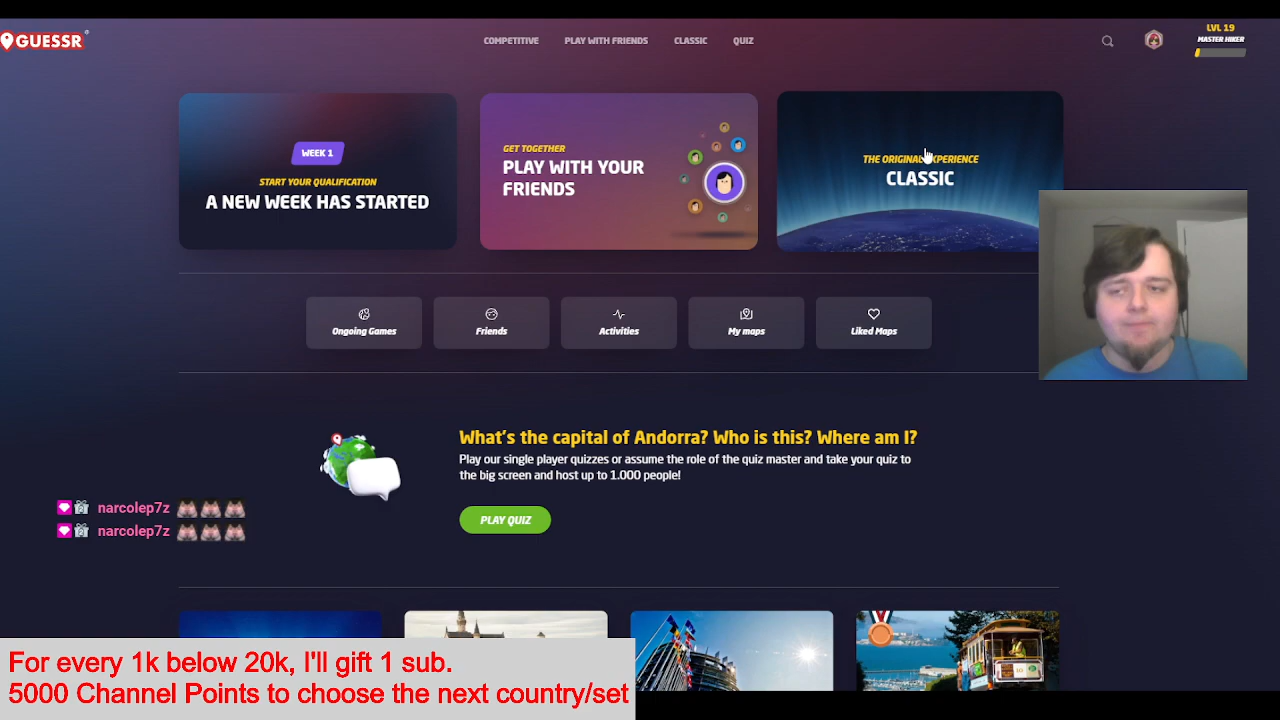 GUESSR
COMPETITIVE
PLAY WITH FRIENDS
CLASSIC
QUIZ
LVL 19
MASTER HIKER
WEEK 1
START YOUR QUALIFICATION
A NEW WEEK HAS STARTED
GET TOGETHER
PLAY WITH YOUR
FRIENDS
THE ORIGINAL EXPERIENCE
CLASSIC
Ongoing Games
Friends
Activities
My maps
Liked Maps
What's the capital of Andorra? Who is this? Where am I?
Play our single player quizzes or assume the role of the quiz master and take your quiz to
the big screen and host up to 1.000 people!
PLAY QUIZ
narcolep7z
narcolep7z
For every 1k below 20k, I'll gift 1 sub.
5000 Channel Points to choose the next country/set